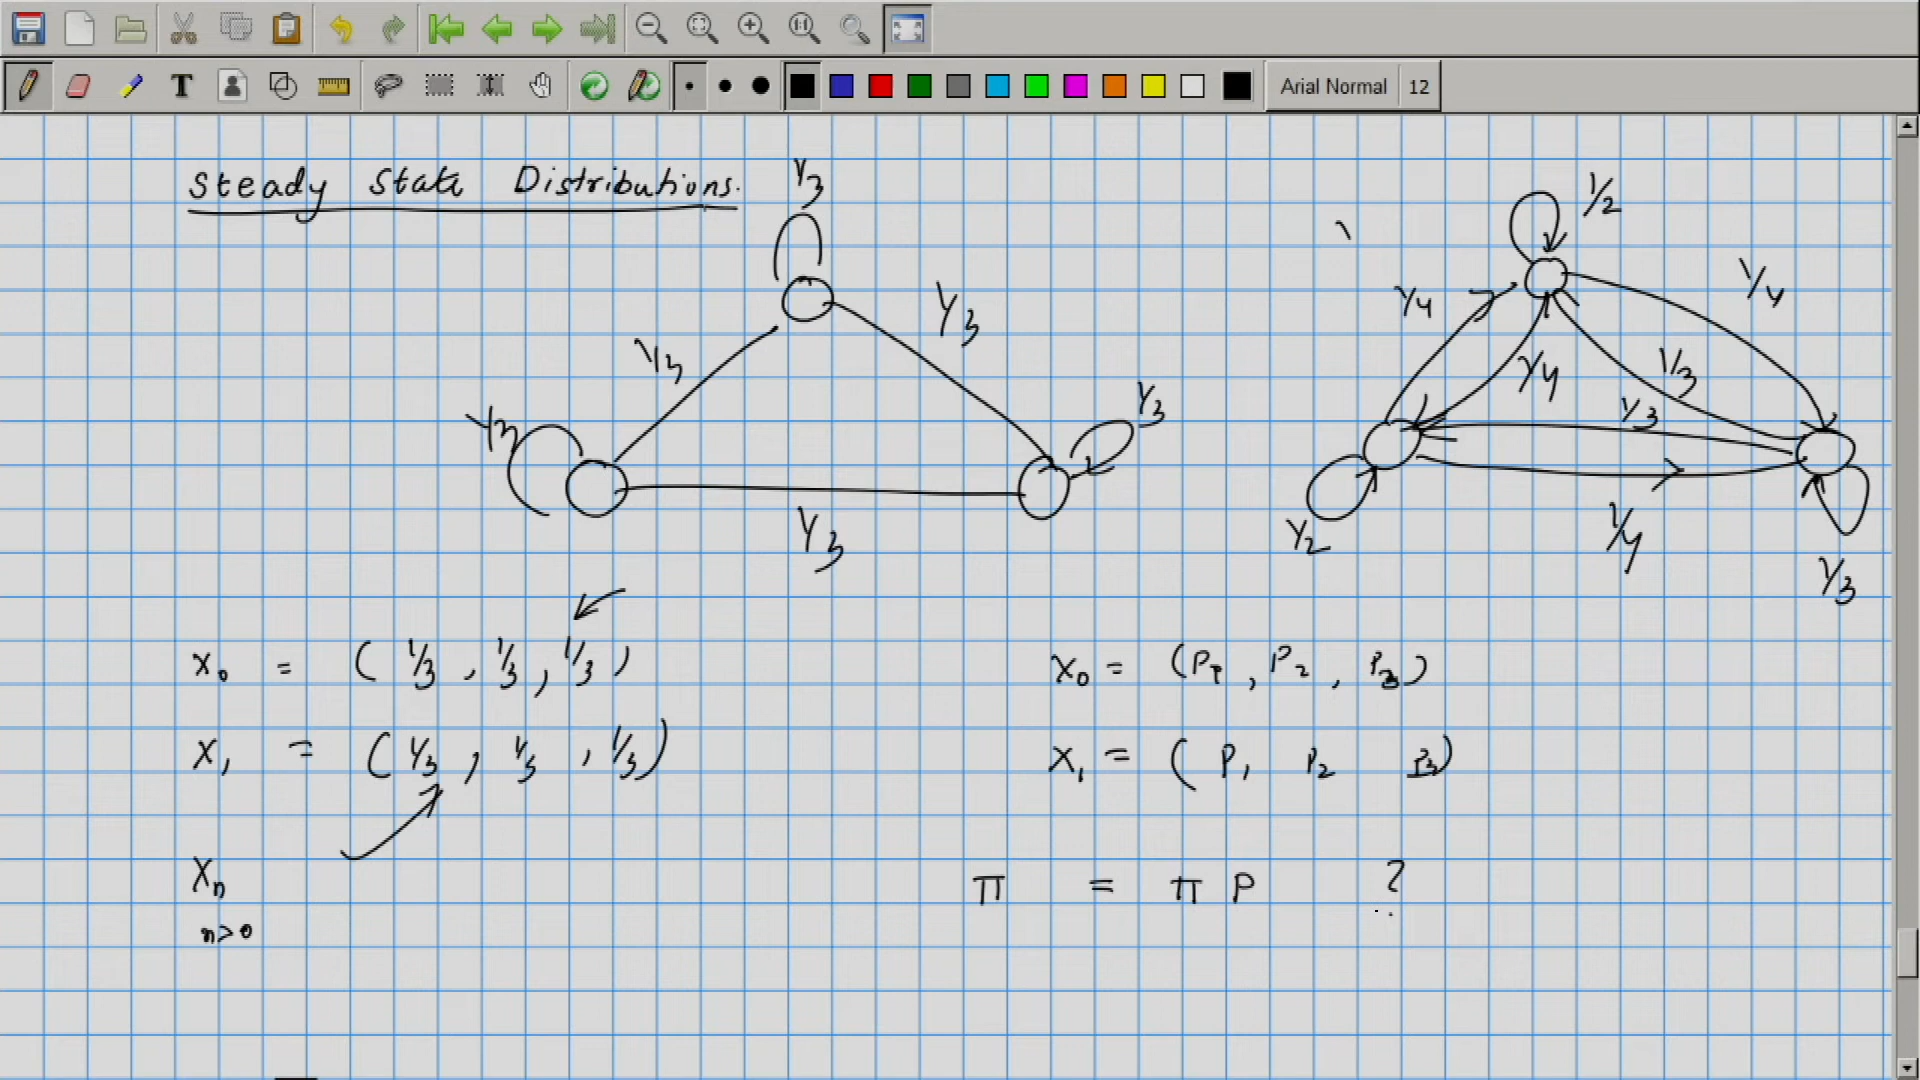 Arial Normal 12
Steady State Distributions.
1/3
1/3
1/3
1/3
1/3
1/3
1/2
1/4
1/4
1/4
1/3
1/3
1/2
1/4
1/3
X0 = ( 1/3 , 1/3 , 1/3 )
X1 = ( 1/3 , 1/3 , 1/3 )
Xn
n>0
X0 = ( P1 , P2 , P3 )
X1 = ( P1 P2 P3 )
π = π P ?